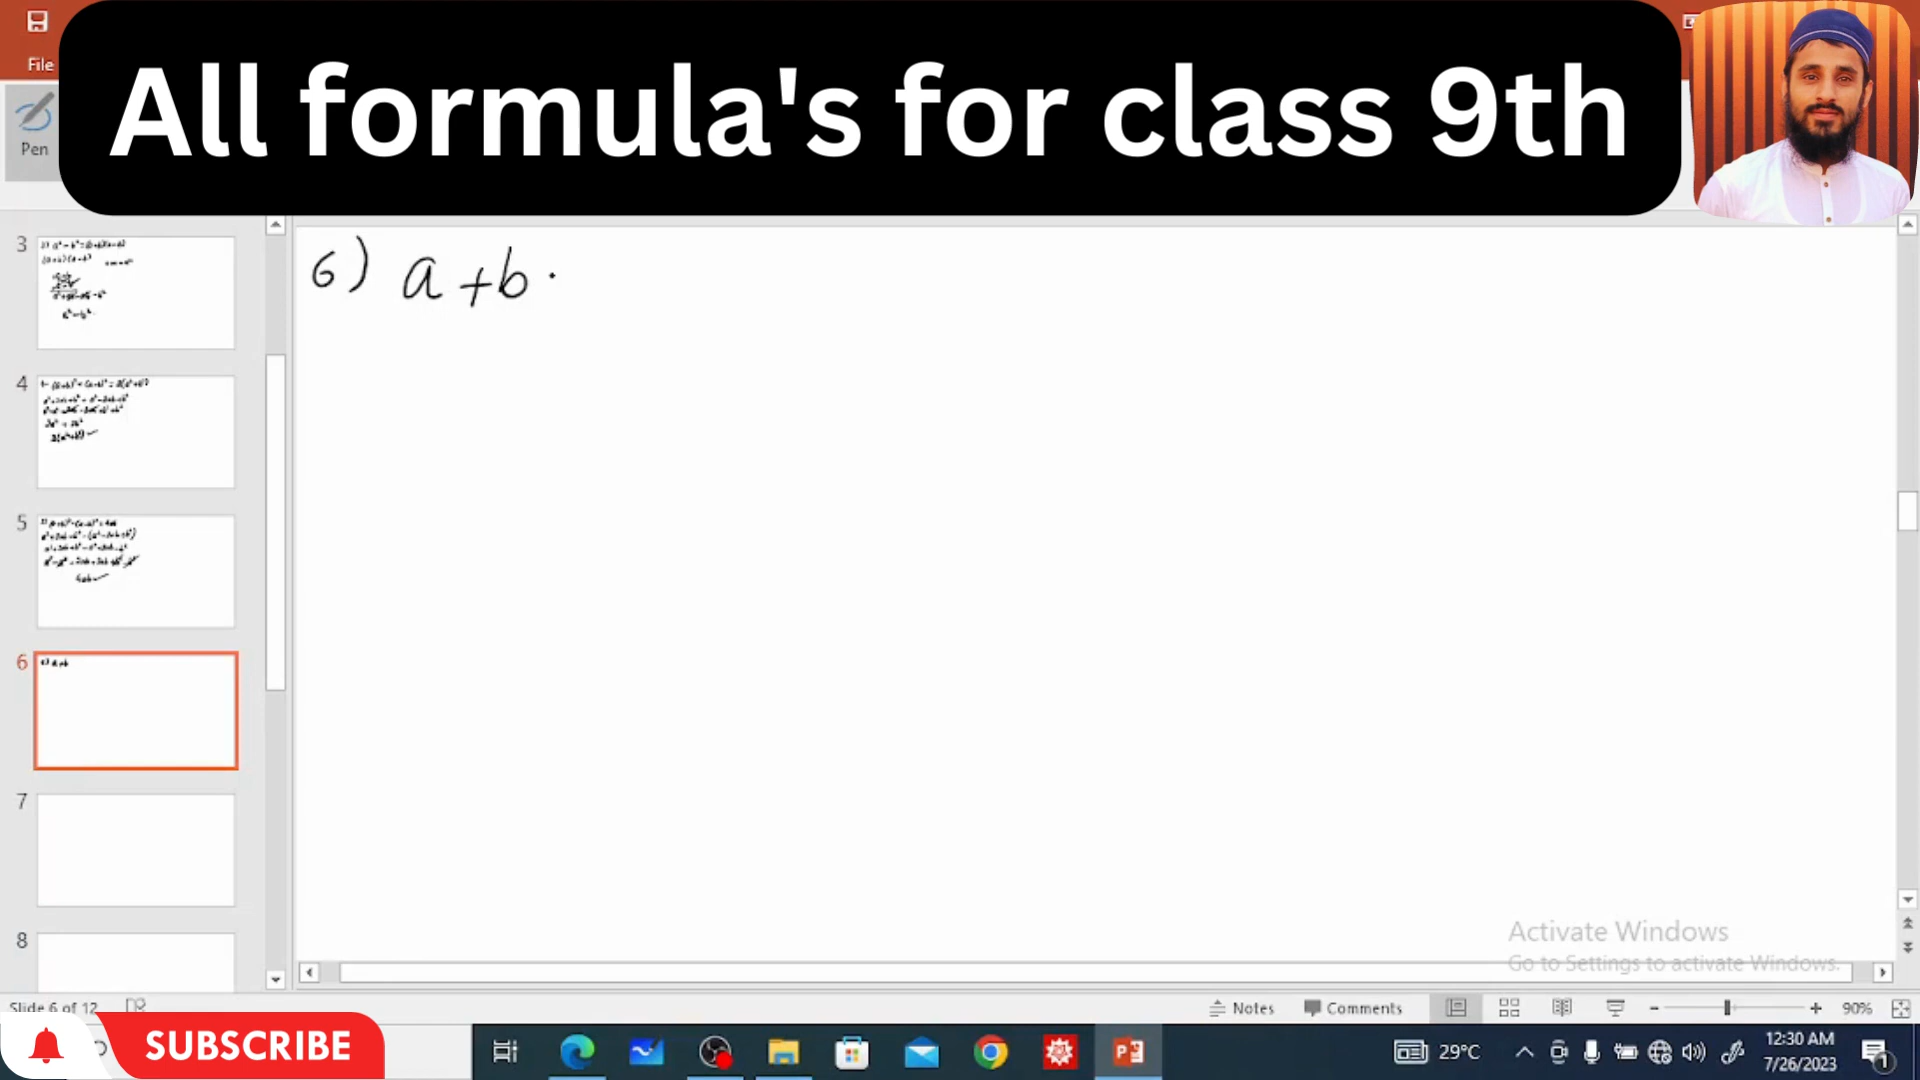 All formula's for class 9th
File
Pen
3
4
5
6
7
8
6) a+b
Activate Windows
Go to Settings to activate Windows.
Slide 6 of 12
Notes
Comments
90%
SUBSCRIBE
29°C
12:30 AM
7/26/2023
1